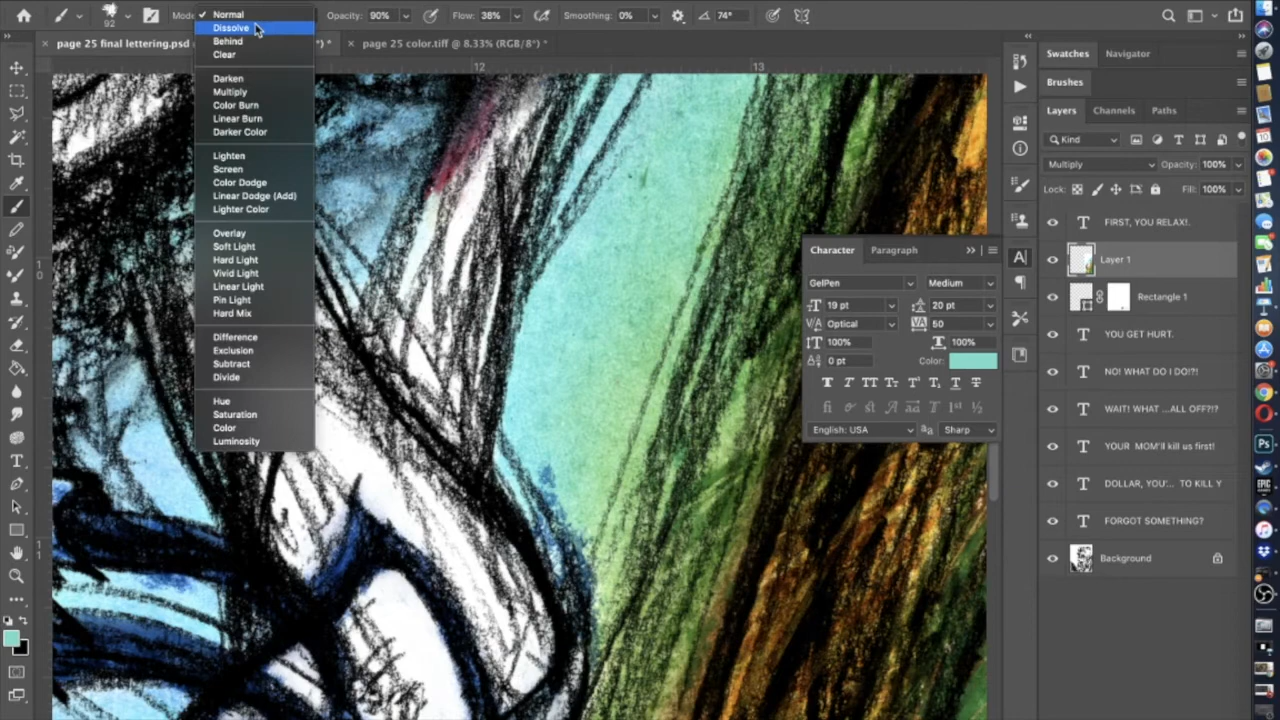 92
Mode
Opacity: 90%
Flow: 38%
Smoothing: 0%
74°
Normal
Dissolve
Behind
Clear
Darken
Multiply
Color Burn
Linear Burn
Darker Color
Lighten
Screen
Color Dodge
Linear Dodge (Add)
Lighter Color
Overlay
Soft Light
Hard Light
Vivid Light
Linear Light
Pin Light
Hard Mix
Difference
Exclusion
Subtract
Divide
Hue
Saturation
Color
Luminosity
page 25 final lettering.psd
page 25 color.tiff @ 8.33% (RGB/8*) *
12
13
Character
Paragraph
GelPen
Medium
19 pt
20 pt
Optical
50
100%
100%
0 pt
Color:
English: USA
Sharp
Swatches
Navigator
Brushes
Layers
Channels
Paths
Kind
Multiply
Opacity: 100%
Lock:
Fill: 100%
FIRST, YOU RELAX!.
Layer 1
Rectangle 1
YOU GET HURT.
NO! WHAT DO I DO!?!
WAIT! WHAT ...ALL OFF?!?
YOUR MOM'll kill us first!
DOLLAR, YOU'... TO KILL Y
FORGOT SOMETHING?
Background